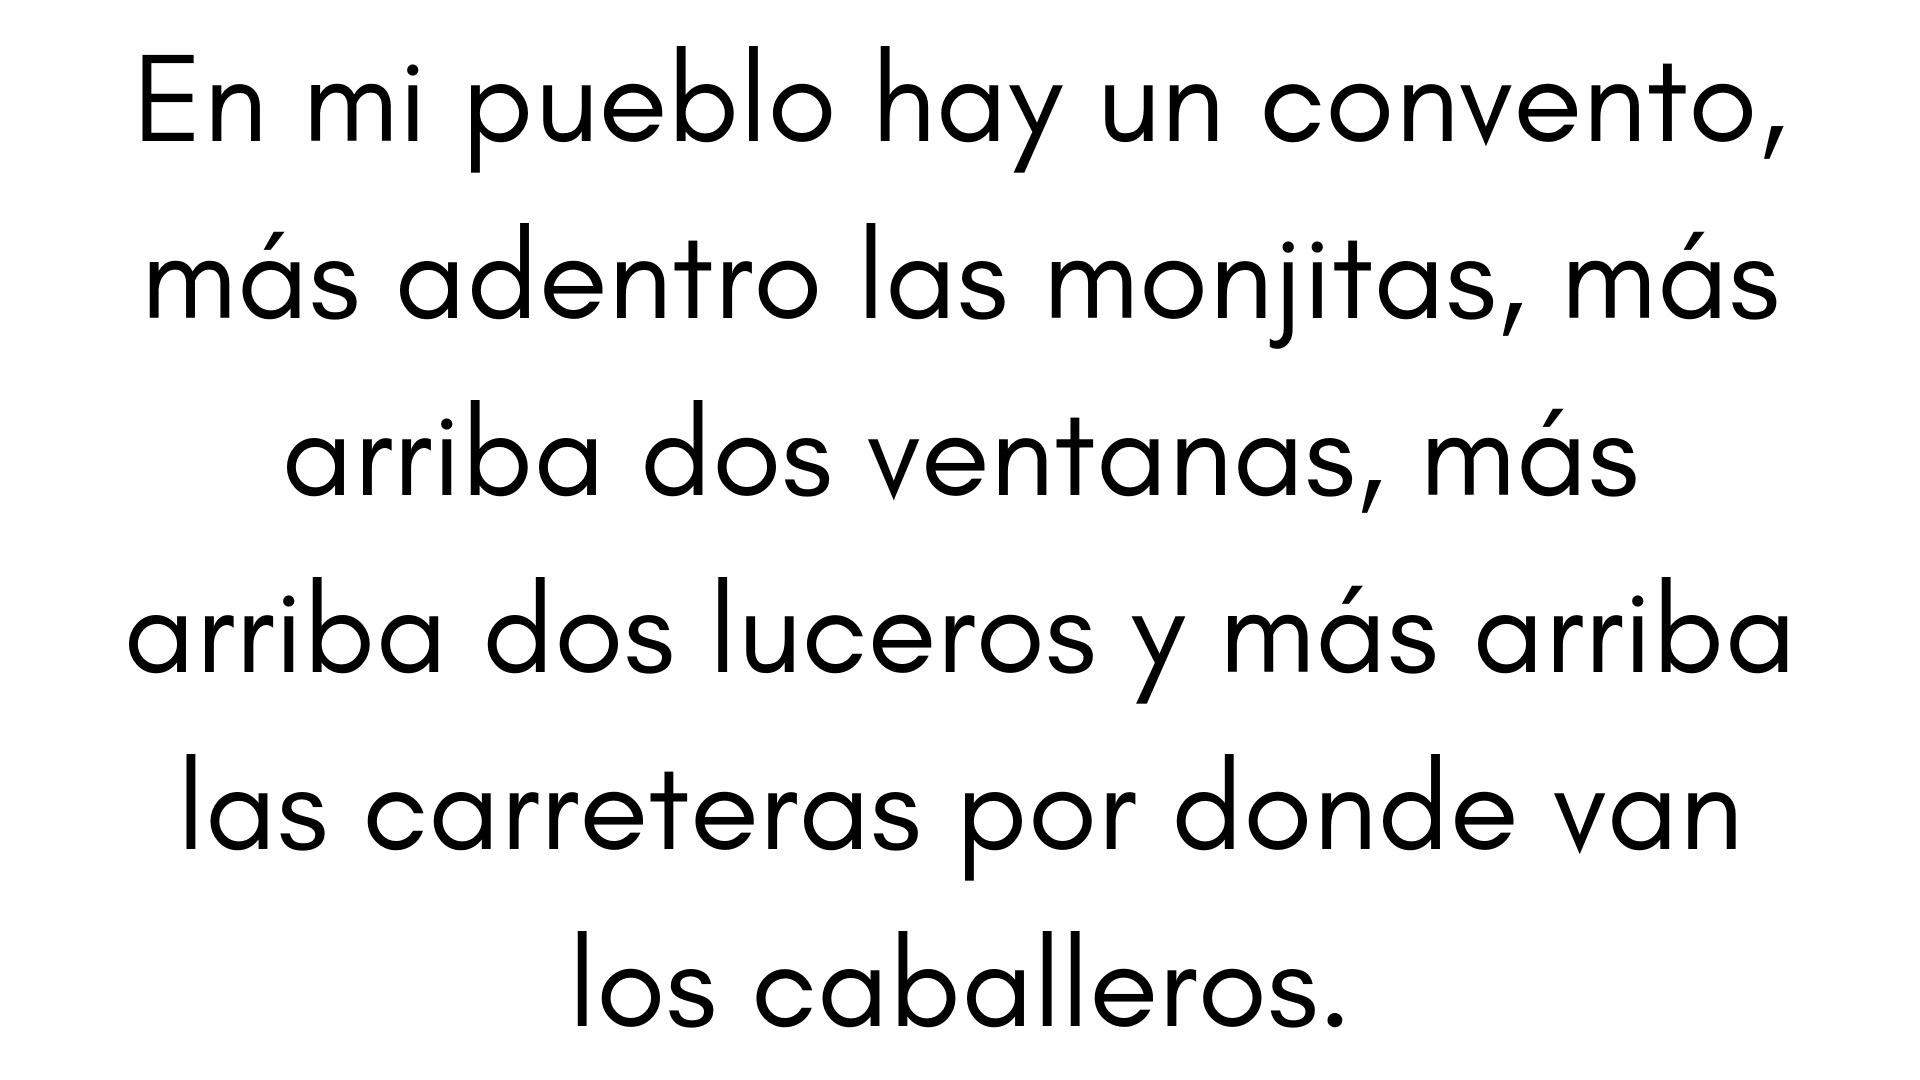 En mi pueblo hay un convento,
más adentro las monjitas, más
arriba dos ventanas, más
arriba dos luceros y más arriba
las carreteras por donde van
los caballeros.